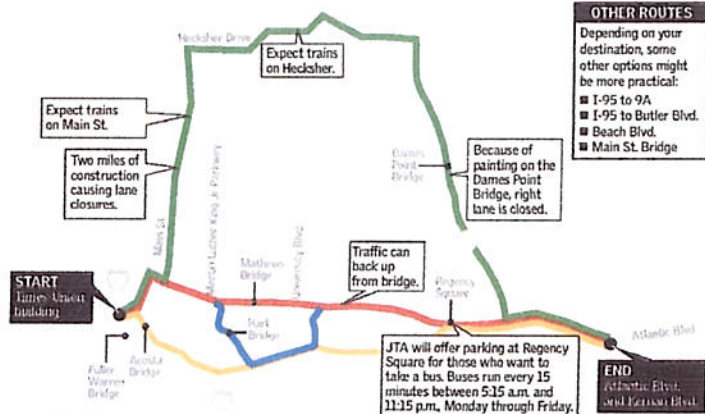 OTHER ROUTES
Depending on your
destination, some
other options might
be more practical:
I-95 to 9A
I-95 to Butler Blvd.
Beach Blvd.
Main St. Bridge
Hecksher Drive
Expect trains
on Hecksher.
Expect trains
on Main St.
Two miles of
construction
causing lane
closures.
Dames
Point
Bridge
Because of
painting on the
Dames Point
Bridge, right
lane is closed.
Main St.
Martin Luther King Jr. Parkway
University Blvd.
Mathews
Bridge
Traffic can
back up
from bridge.
Regency
Square
START
Times-Union
building
Hart
Bridge
Acosta
Bridge
Fuller
Warren
Bridge
JTA will offer parking at Regency
Square for those who want to
take a bus. Buses run every 15
minutes between 5:15 a.m. and
11:15 p.m., Monday through Friday.
Atlantic Blvd.
END
Atlantic Blvd.
and Kernan Blvd.